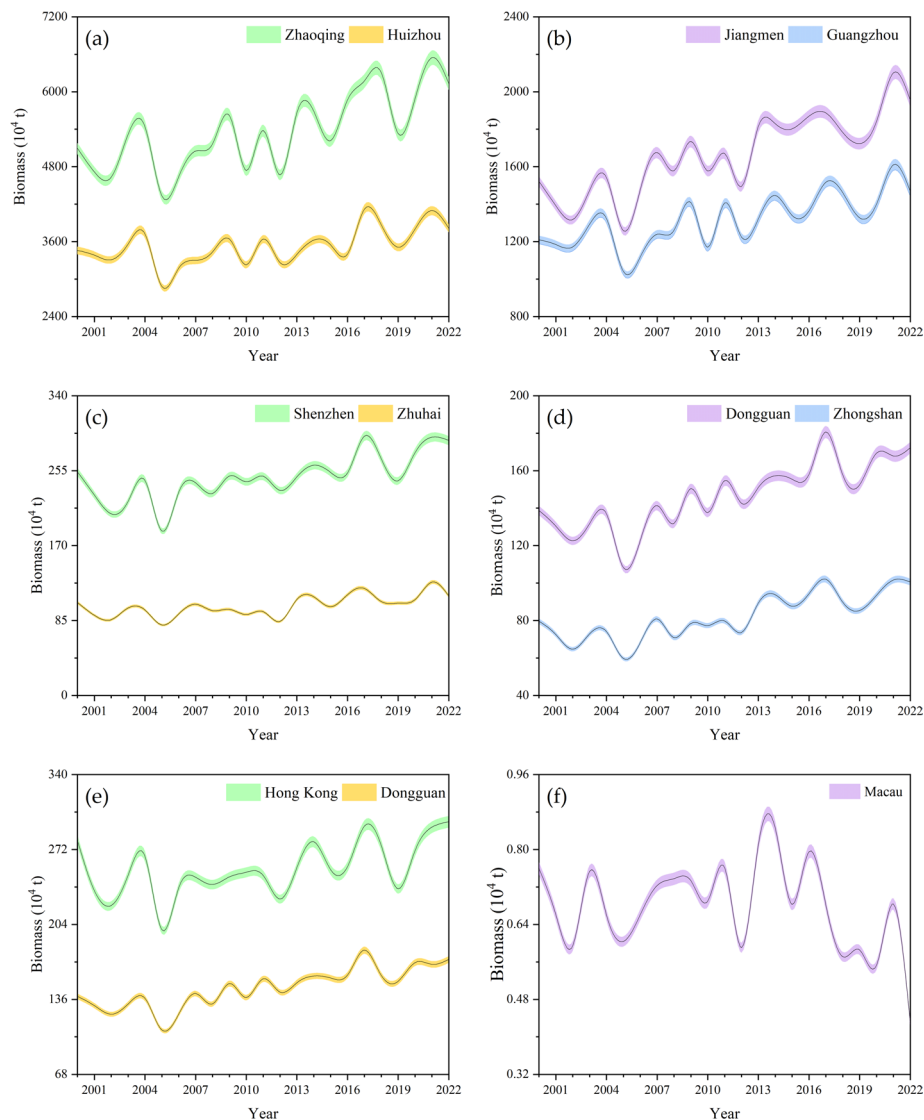 (a)
Zhaoqing Huizhou
7200
6000
4800
3600
2400
Biomass (10⁴ t)
2001 2004 2007 2010 2013 2016 2019 2022
Year
(b)
Jiangmen Guangzhou
2400
2000
1600
1200
800
Biomass (10⁴ t)
2001 2004 2007 2010 2013 2016 2019 2022
Year
(c)
Shenzhen Zhuhai
340
255
170
85
0
Biomass (10⁴ t)
2001 2004 2007 2010 2013 2016 2019 2022
Year
(d)
Dongguan Zhongshan
200
160
120
80
40
Biomass (10⁴ t)
2001 2004 2007 2010 2013 2016 2019 2022
Year
(e)
Hong Kong Dongguan
340
272
204
136
68
Biomass (10⁴ t)
2001 2004 2007 2010 2013 2016 2019 2022
Year
(f)
Macau
0.96
0.80
0.64
0.48
0.32
Biomass (10⁴ t)
2001 2004 2007 2010 2013 2016 2019 2022
Year